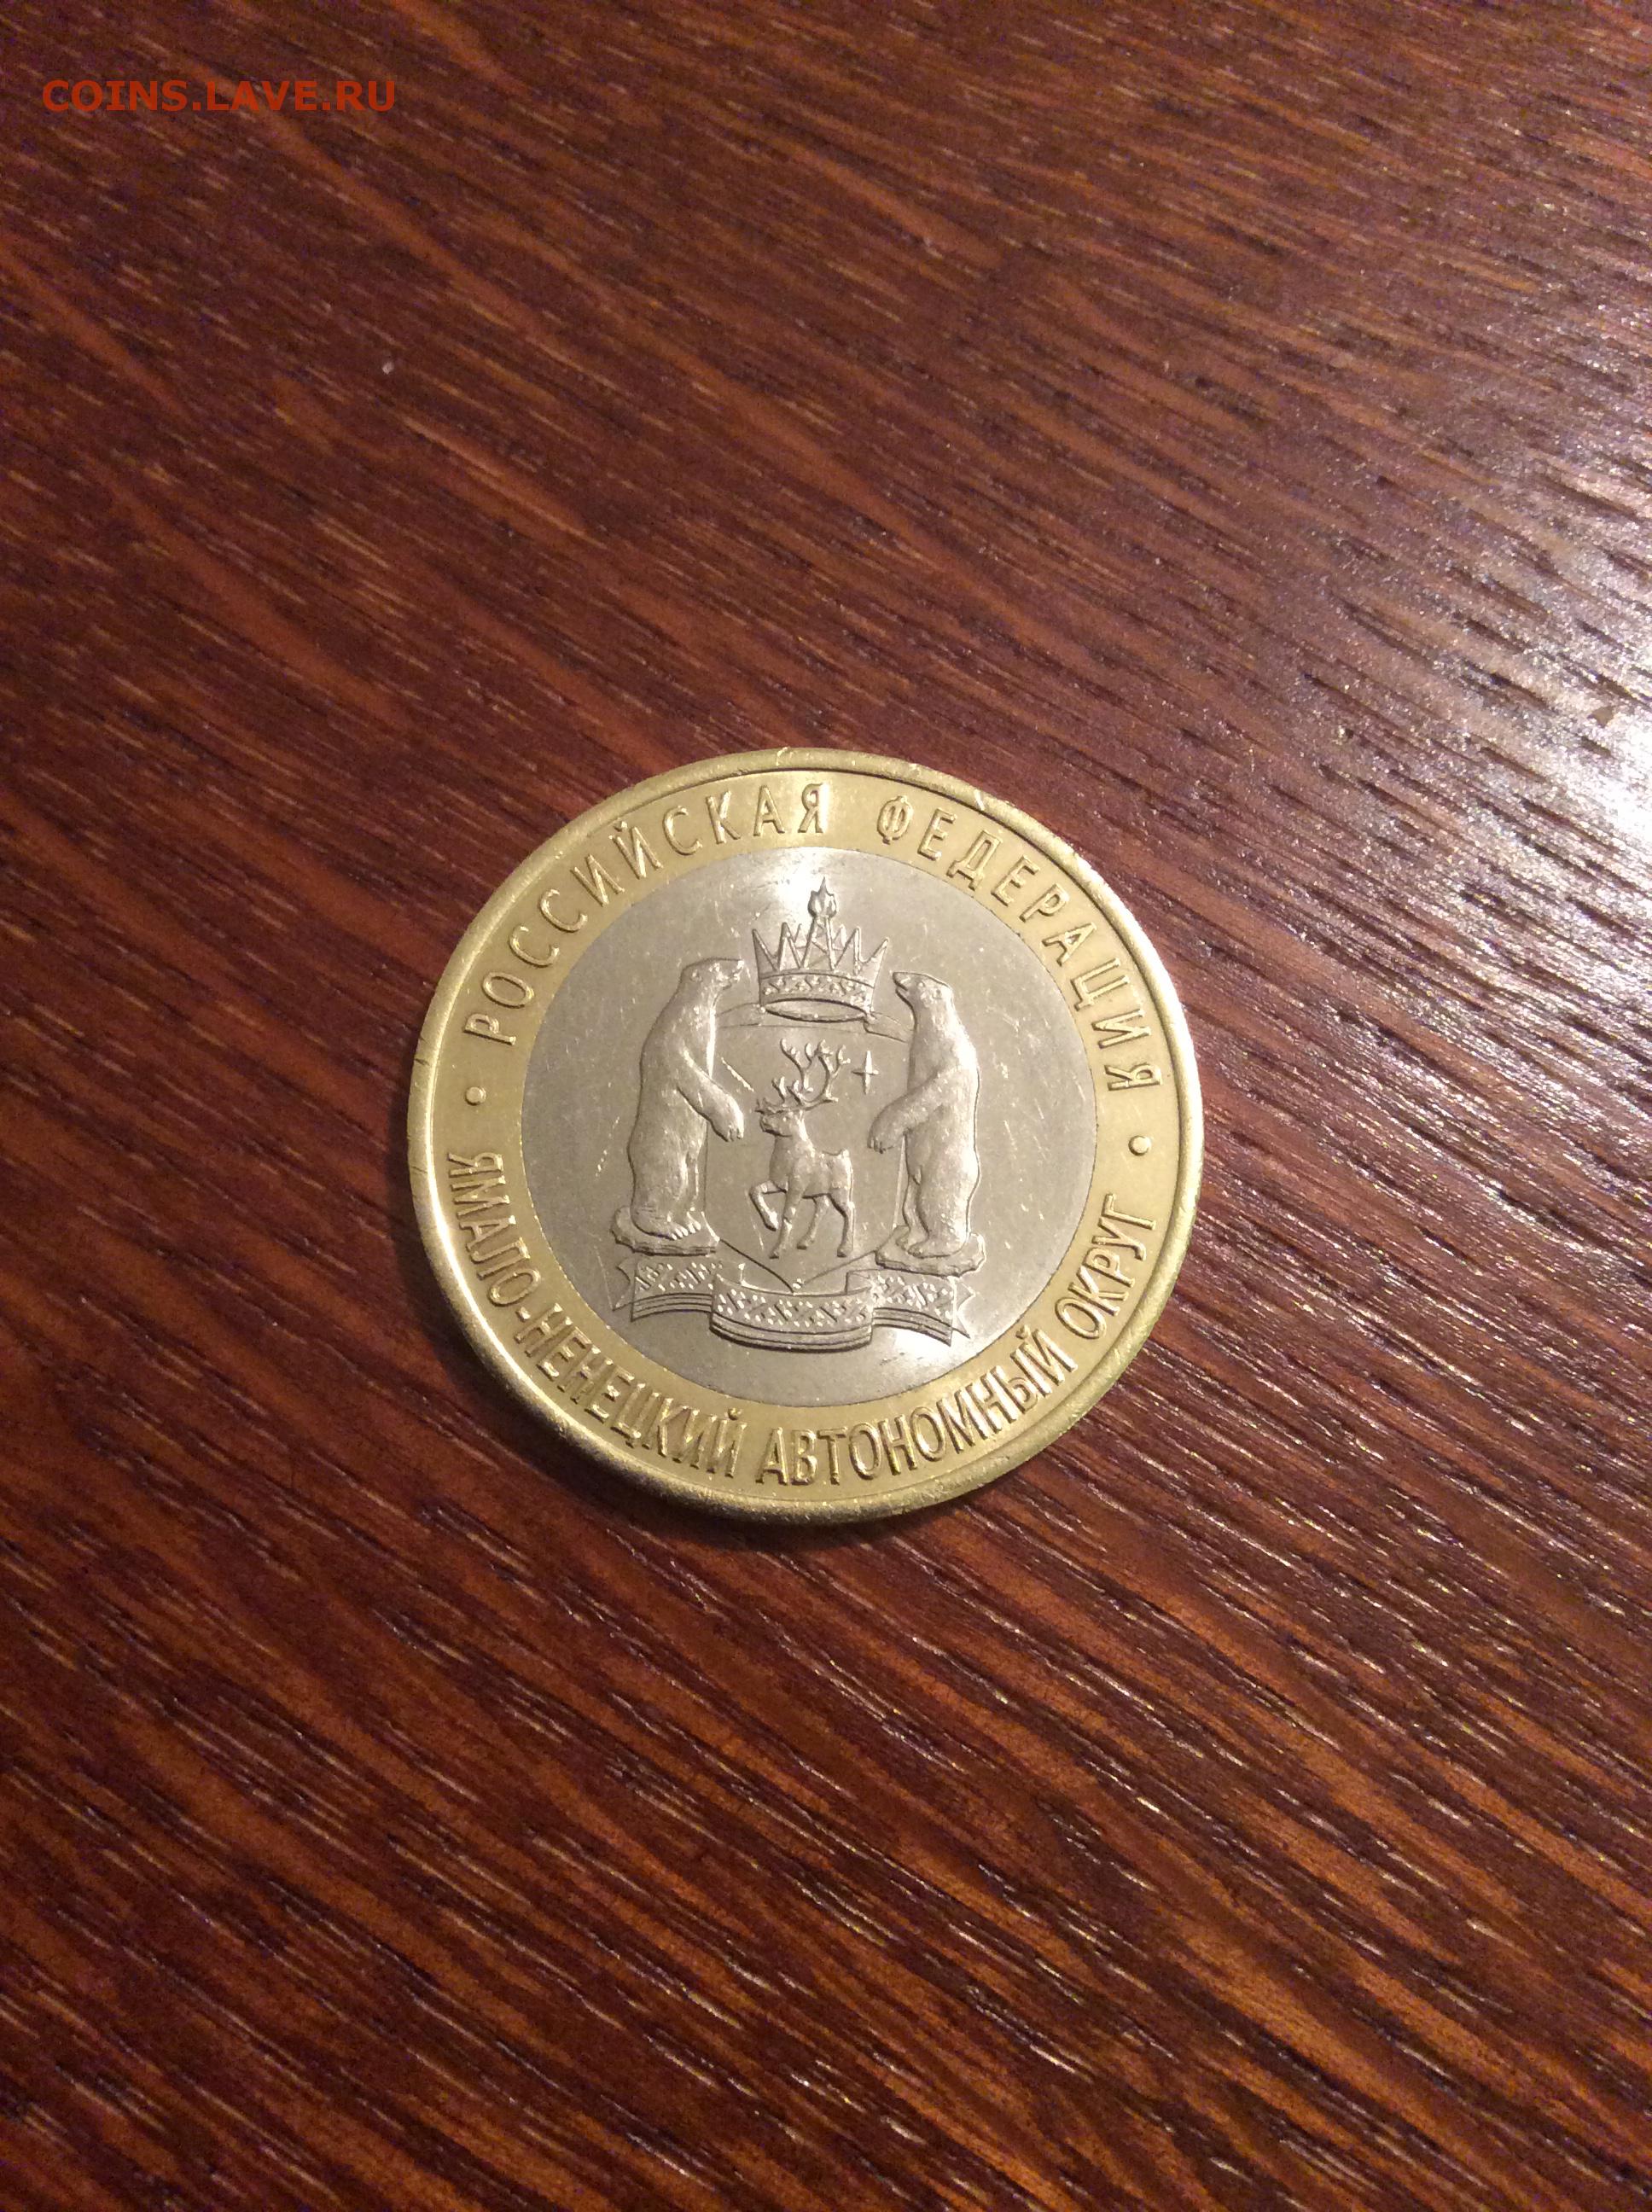 COINS.LAVE.RU
РОССИЙСКАЯ ФЕДЕРАЦИЯ
ЯМАЛО-НЕНЕЦКИЙ АВТОНОМНЫЙ ОКРУГ